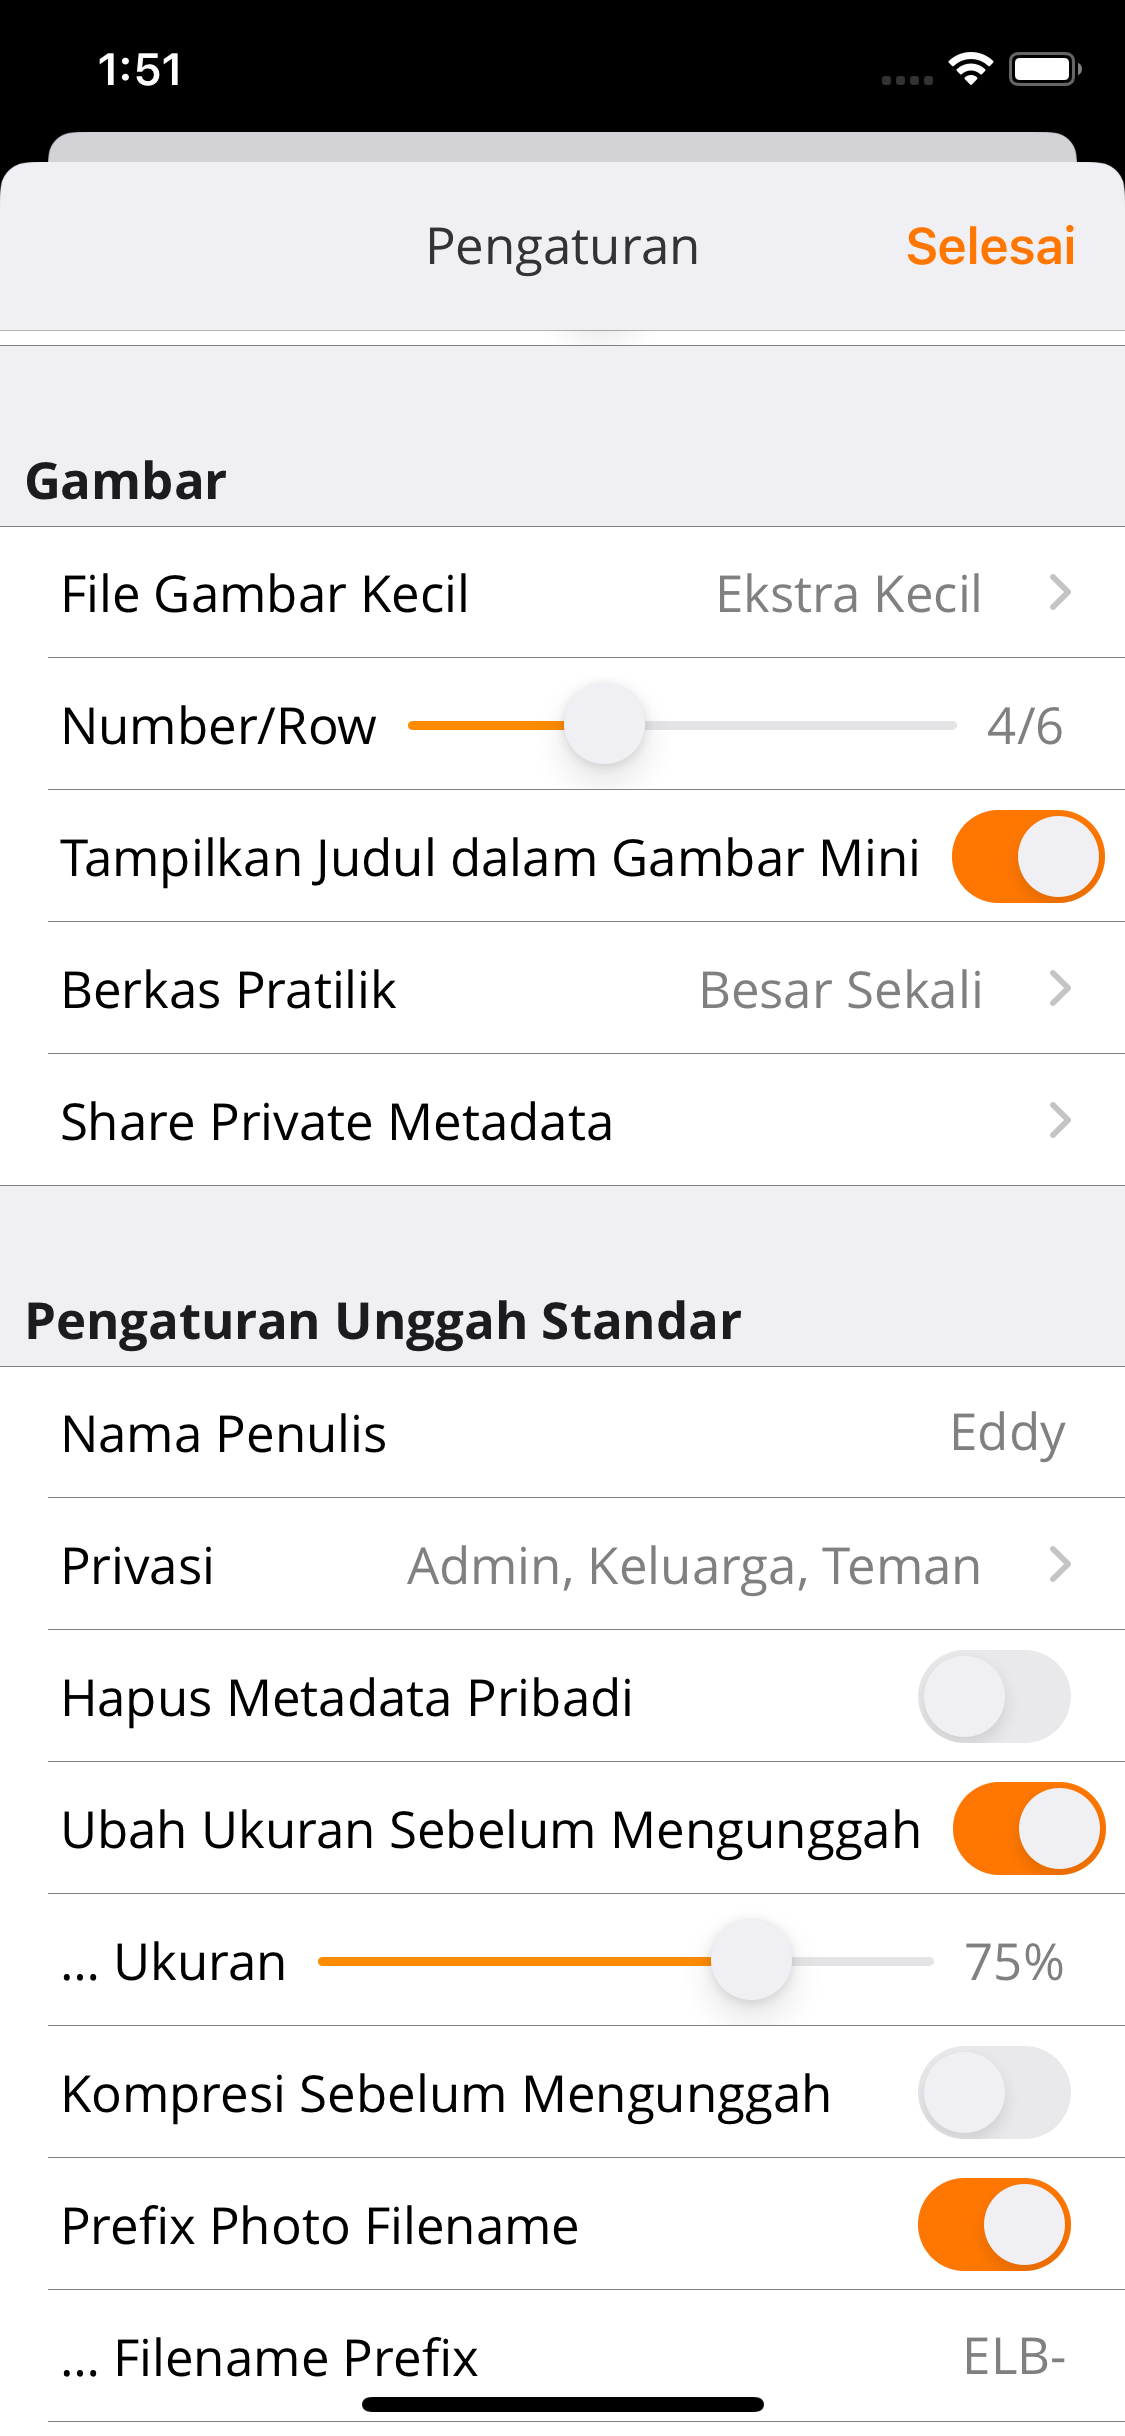 1:51
Pengaturan
Selesai
Gambar
File Gambar Kecil Ekstra Kecil
Number/Row 4/6
Tampilkan Judul dalam Gambar Mini
Berkas Pratilik Besar Sekali
Share Private Metadata
Pengaturan Unggah Standar
Nama Penulis Eddy
Privasi Admin, Keluarga, Teman
Hapus Metadata Pribadi
Ubah Ukuran Sebelum Mengunggah
... Ukuran 75%
Kompresi Sebelum Mengunggah
Prefix Photo Filename
... Filename Prefix ELB-